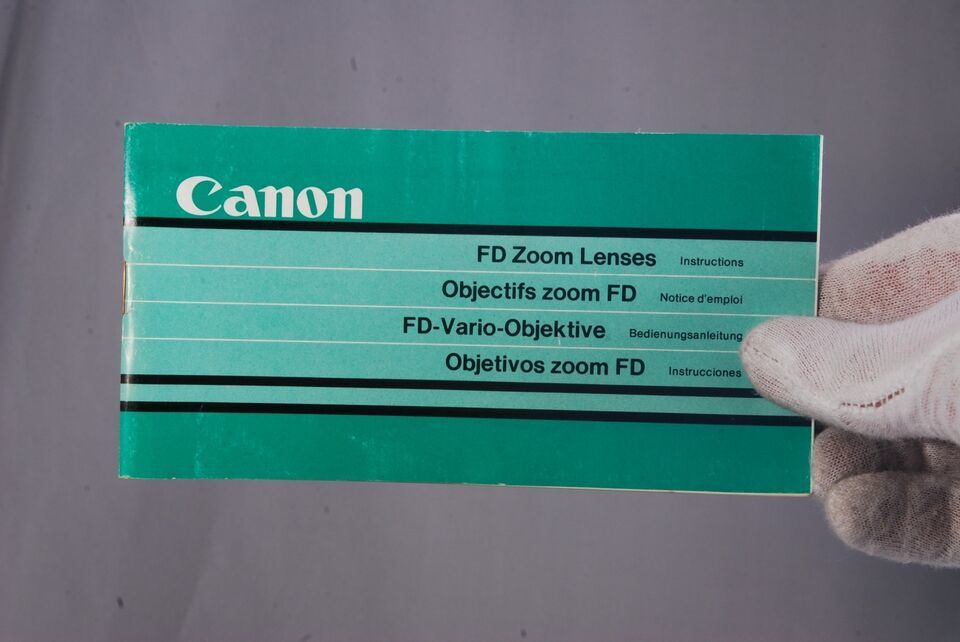 Canon
FD Zoom Lenses Instructions
Objectifs zoom FD Notice d'emploi
FD-Vario-Objektive Bedienungsanleitung
Objetivos zoom FD Instrucciones